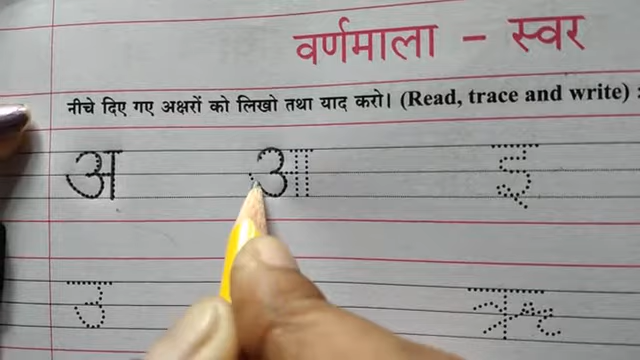 वर्णमाला – स्वर
नीचे दिए गए अक्षरों को लिखो तथा याद करो। (Read, trace and write) :
अ आ इ
उ ऋ